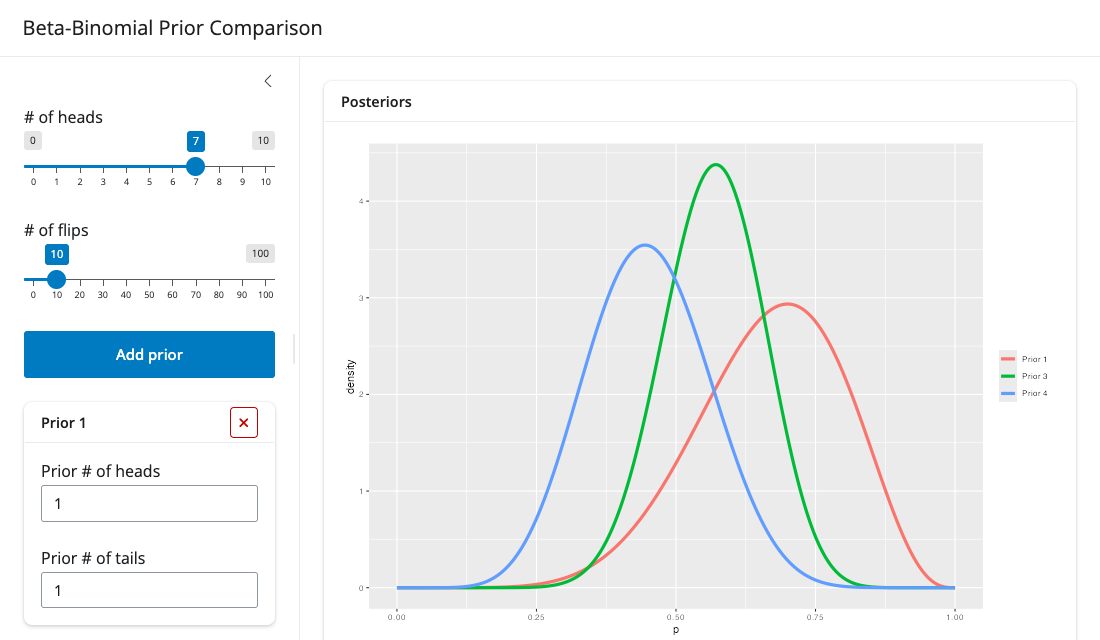 Beta-Binomial Prior Comparison
# of heads
0 7 10
0 1 2 3 4 5 6 7 8 9 10
# of flips
10 100
0 10 20 30 40 50 60 70 80 90 100
Add prior
Prior 1
Prior # of heads
1
Prior # of tails
1
Posteriors
density
4
3
2
1
0
0.00 0.25 0.50 0.75 1.00
p
Prior 1
Prior 3
Prior 4